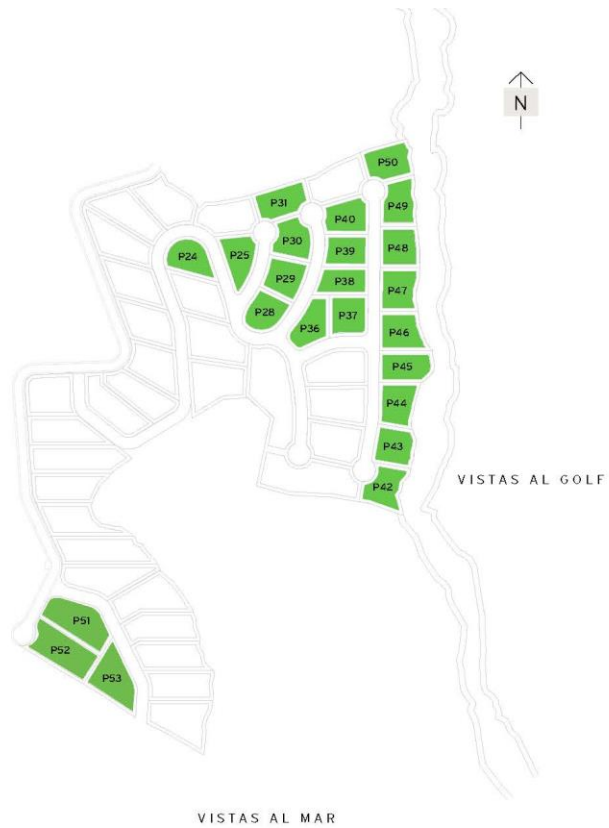 N
P50
P31
P49
P40
P30
P24
P25
P39
P48
P29
P38
P47
P28
P36
P37
P46
P45
P44
P43
VISTAS AL GOLF
P42
P51
P52
P53
VISTAS AL MAR